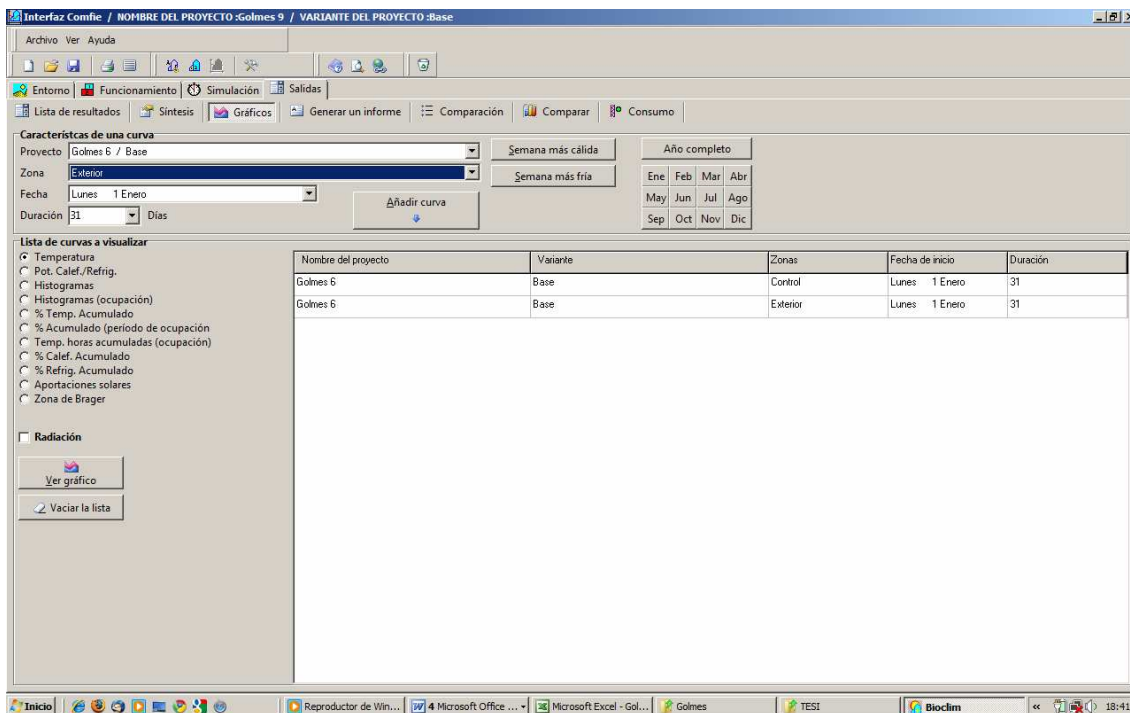 Interfaz Comfie / NOMBRE DEL PROYECTO :Golmes 9 / VARIANTE DEL PROYECTO :Base
Archivo Ver Ayuda
Entorno Funcionamiento Simulación Salidas
Lista de resultados Síntesis Gráficos Generar un informe Comparación Comparar Consumo
Característcas de una curva
Proyecto Golmes 6 / Base Semana más cálida Año completo
Zona Exterior Semana más fría Ene Feb Mar Abr
Fecha Lunes 1 Enero Añadir curva May Jun Jul Ago
Duración 31 Días Sep Oct Nov Dic
Lista de curvas a visualizar
Temperatura
Pot. Calef./Refrig.
Histogramas
Histogramas (ocupación)
% Temp. Acumulado
% Acumulado (período de ocupación
Temp. horas acumuladas (ocupación)
% Calef. Acumulado
% Refrig. Acumulado
Aportaciones solares
Zona de Brager
Radiación
Ver gráfico
Vaciar la lista
Nombre del proyecto Variante Zonas Fecha de inicio Duración
Golmes 6 Base Control Lunes 1 Enero 31
Golmes 6 Base Exterior Lunes 1 Enero 31
Inicio Reproductor de Win... 4 Microsoft Office ... Microsoft Excel - Gol... Golmes TESI Bioclim « 18:41